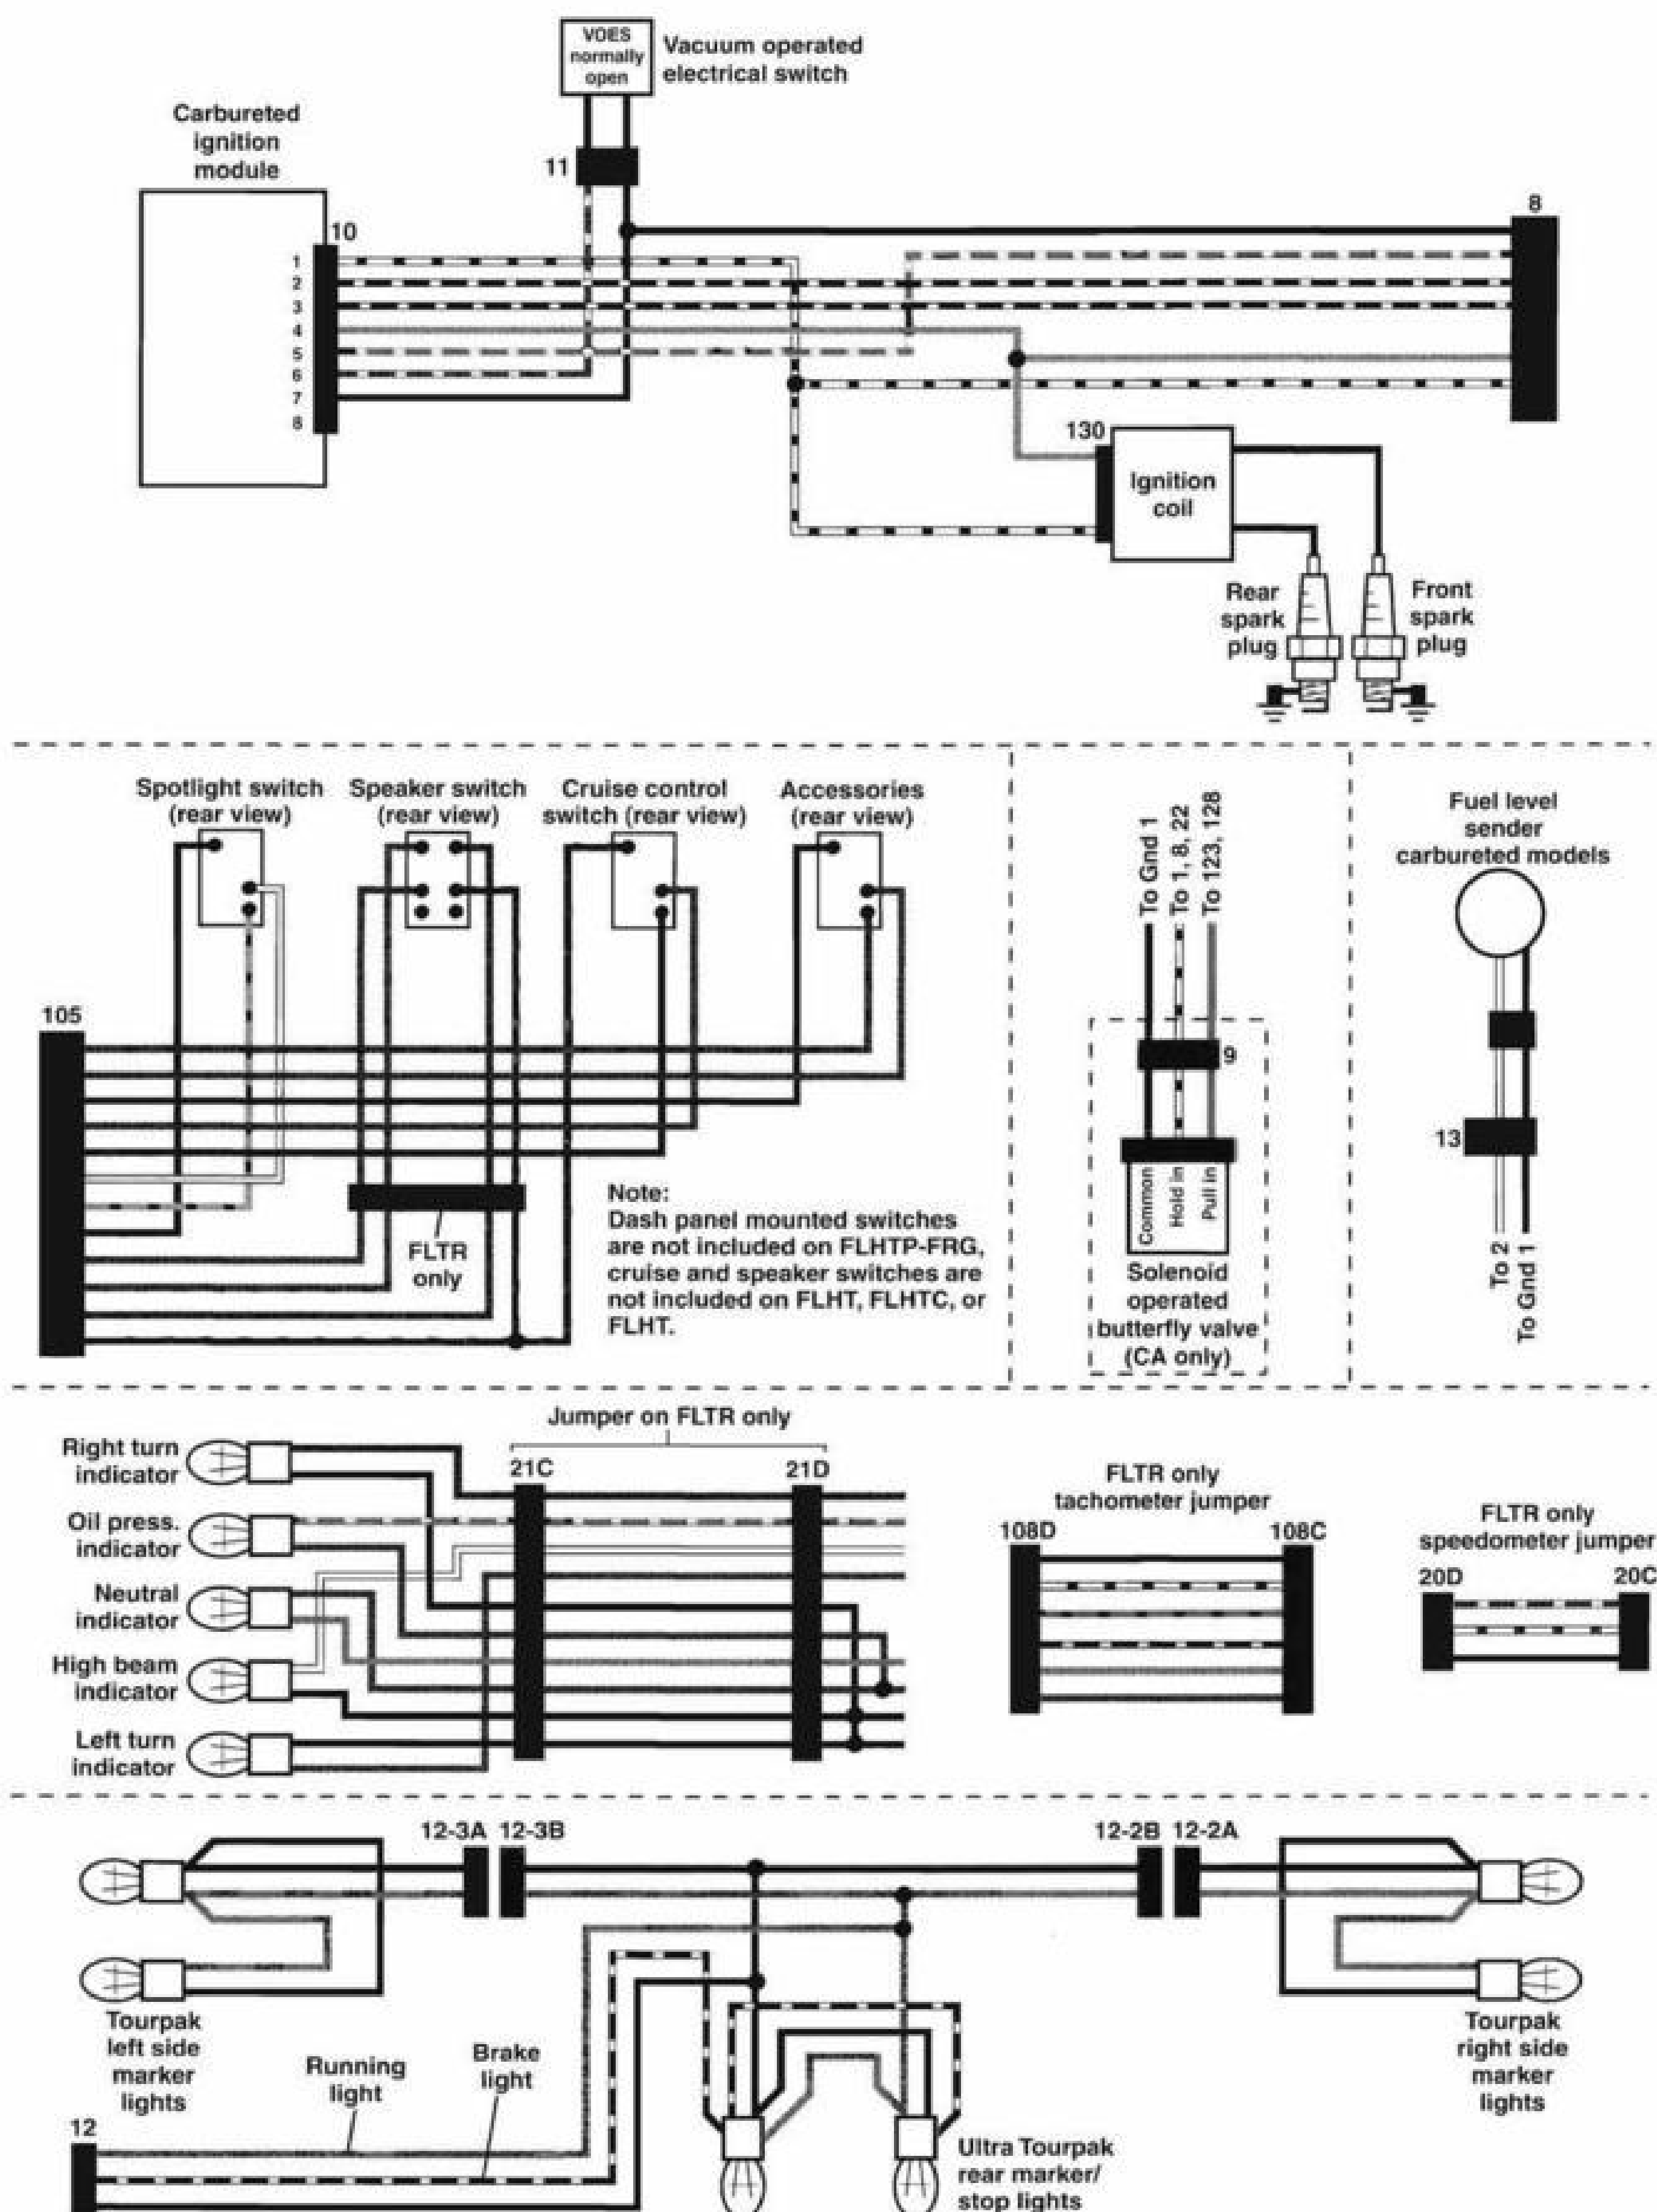 VOES
normally
open
Vacuum operated
electrical switch
Carbureted
ignition
module
11
10
8
1
2
3
4
5
6
7
8
130
Ignition
coil
Rear
spark
plug
Front
spark
plug
Spotlight switch
(rear view)
Speaker switch
(rear view)
Cruise control
switch (rear view)
Accessories
(rear view)
105
FLTR
only
Note:
Dash panel mounted switches
are not included on FLHTP-FRG,
cruise and speaker switches are
not included on FLHT, FLHTC, or
FLHT.
To Gnd 1
To 1, 8, 22
To 123, 128
9
Common
Hold in
Pull in
Solenoid
operated
butterfly valve
(CA only)
Fuel level
sender
carbureted models
13
To 2
To Gnd 1
Jumper on FLTR only
21C
21D
Right turn
indicator
Oil press.
indicator
Neutral
indicator
High beam
indicator
Left turn
indicator
FLTR only
tachometer jumper
108D
108C
FLTR only
speedometer jumper
20D
20C
12-3A
12-3B
12-2B
12-2A
Tourpak
left side
marker
lights
Running
light
Brake
light
12
Ultra Tourpak
rear marker/
stop lights
Tourpak
right side
marker
lights